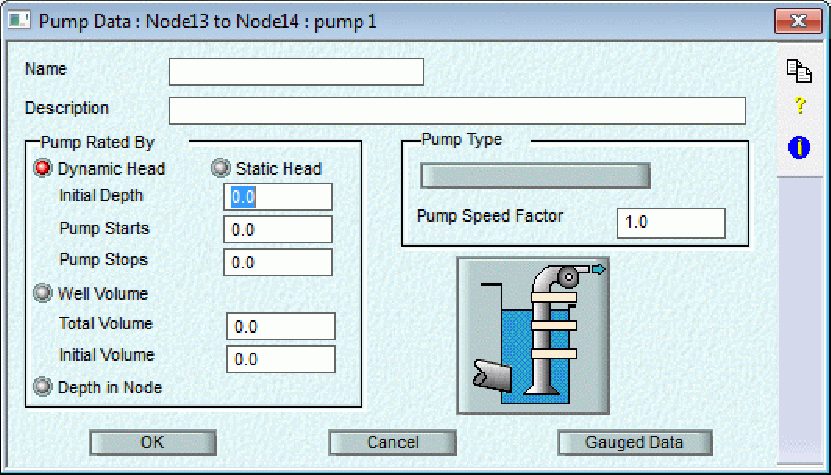 Pump Data : Node13 to Node14 : pump 1
Name
Description
Pump Rated By
Dynamic Head Static Head
Initial Depth 0.0
Pump Starts 0.0
Pump Stops 0.0
Well Volume
Total Volume 0.0
Initial Volume 0.0
Depth in Node
Pump Type
Pump Speed Factor 1.0
?
OK Cancel Gauged Data